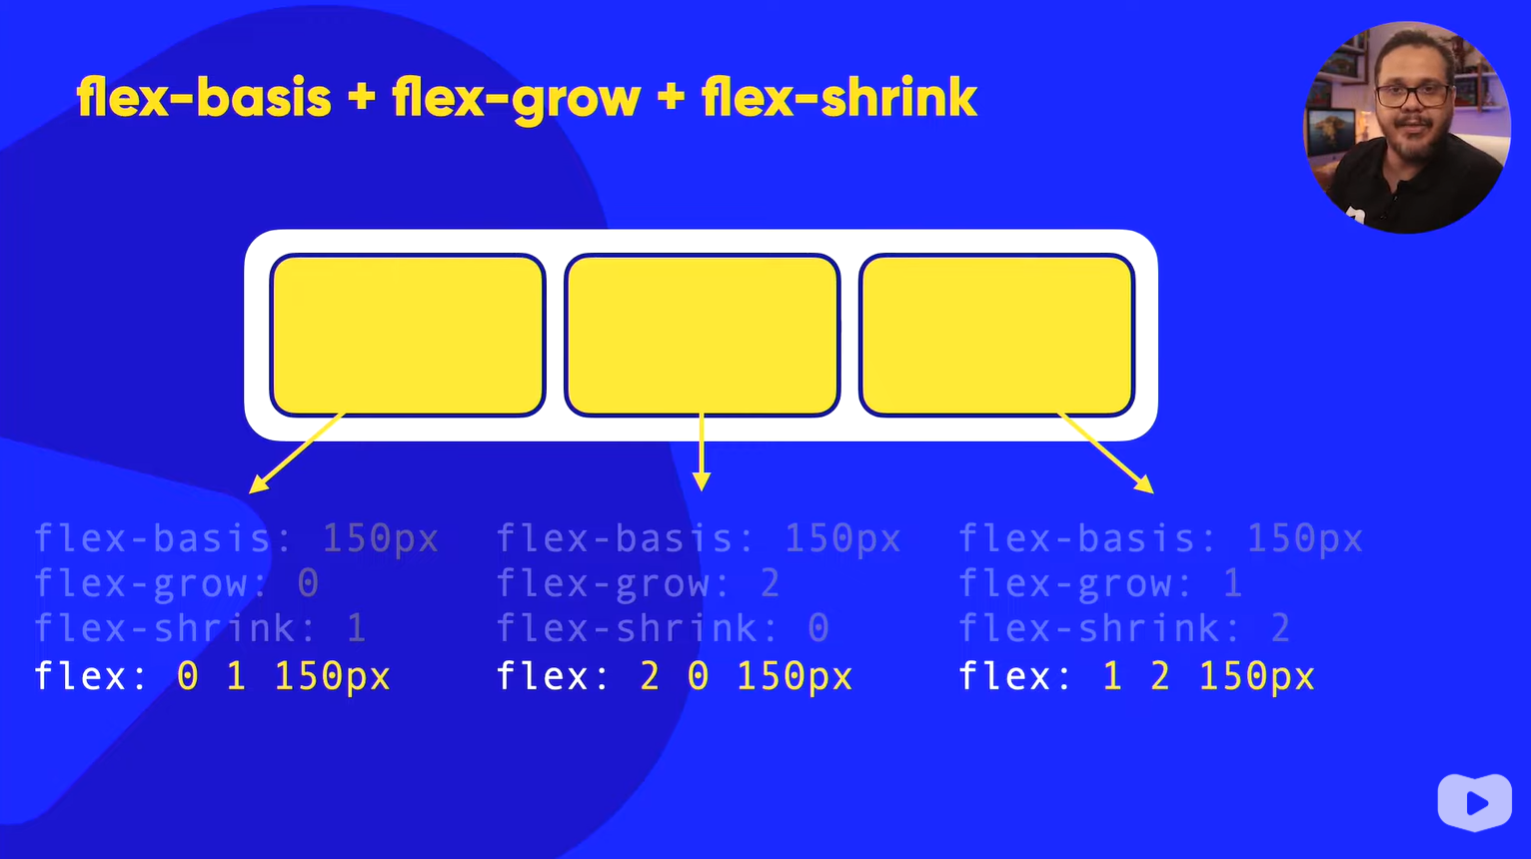 flex-basis + flex-grow + flex-shrink
flex-basis: 150px
flex-grow: 0
flex-shrink: 1
flex: 0 1 150px
flex-basis: 150px
flex-grow: 2
flex-shrink: 0
flex: 2 0 150px
flex-basis: 150px
flex-grow: 1
flex-shrink: 2
flex: 1 2 150px